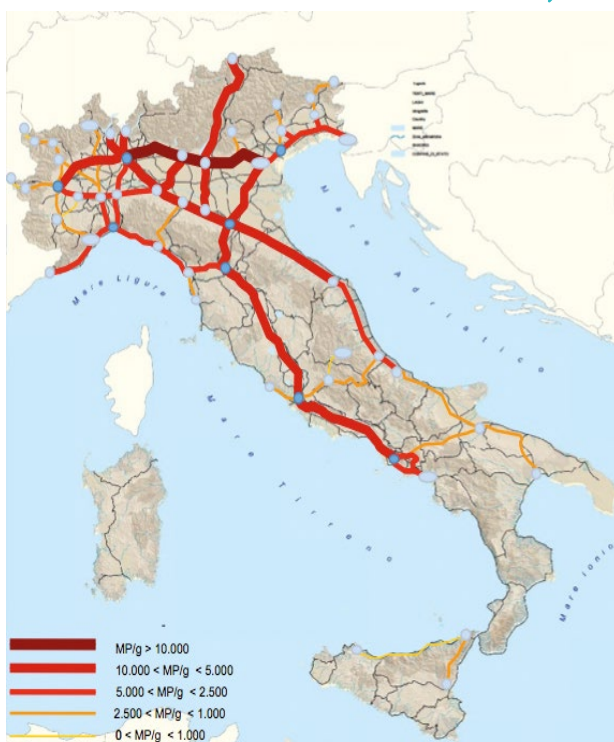 Mare Adriatico
Mare Ligure
Mare Tirreno
Mare Ionio
MP/g > 10.000
10.000 < MP/g < 5.000
5.000 < MP/g < 2.500
2.500 < MP/g < 1.000
0 < MP/g < 1.000